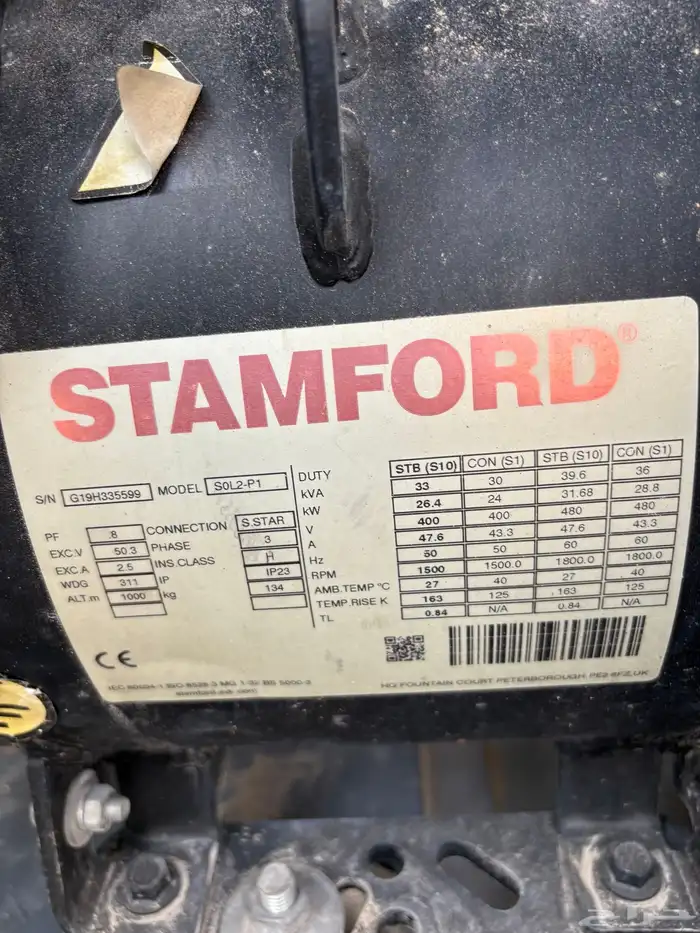 STAMFORD®
S/N G19H335599 MODEL S0L2-P1
PF .8 CONNECTION S.STAR
EXC.V 50.3 PHASE 3
EXC.A 2.5 INS.CLASS H
WDG 311 IP IP23
ALT.m 1000 kg 134
DUTY STB (S10) CON (S1) STB (S10) CON (S1)
kVA 33 30 39.6 36
kW 26.4 24 31.68 28.8
V 400 400 480 480
A 47.6 43.3 47.6 43.3
Hz 50 50 60 60
RPM 1500 1500.0 1800.0 1800.0
AMB.TEMP °C 27 40 27 40
TEMP.RISE K 163 125 163 125
TL 0.84 N/A 0.84 N/A
CE
HQ:FOUNTAIN COURT PETERBOROUGH PE2 6FZ,UK
حراج